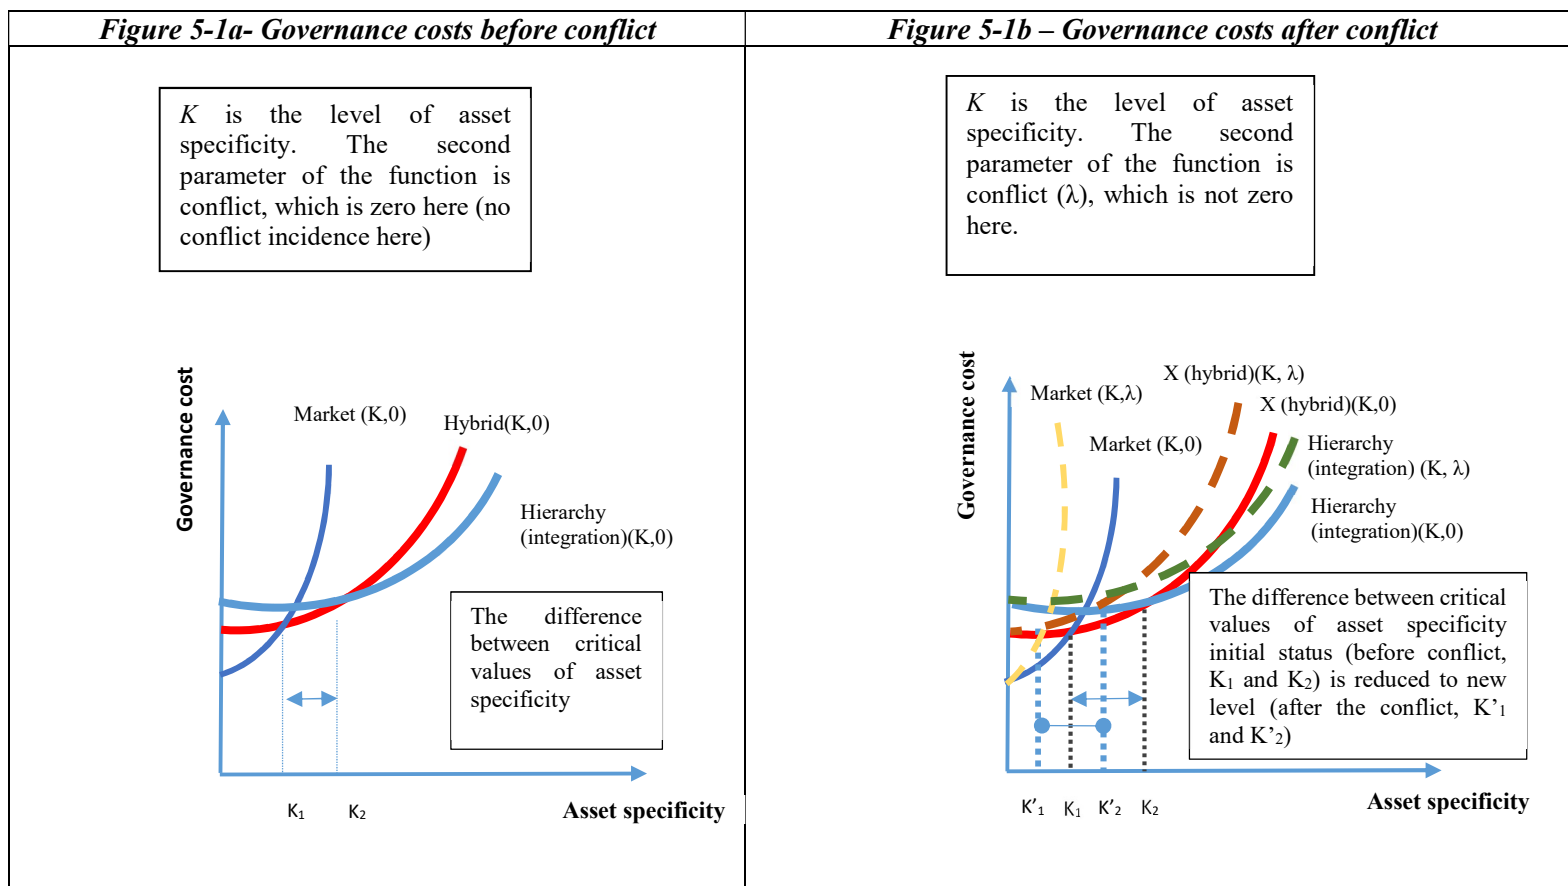 Figure 5-1a- Governance costs before conflict
K is the level of asset
specificity. The second
parameter of the function is
conflict, which is zero here (no
conflict incidence here)
Governance cost
Market (K,0)
Hybrid(K,0)
Hierarchy
(integration)(K,0)
The difference
between critical
values of asset
specificity
K1
K2
Asset specificity
Figure 5-1b – Governance costs after conflict
K is the level of asset
specificity. The second
parameter of the function is
conflict (λ), which is not zero
here.
Governance cost
X (hybrid)(K, λ)
Market (K,λ)
X (hybrid)(K,0)
Market (K,0)
Hierarchy
(integration) (K, λ)
Hierarchy
(integration)(K,0)
The difference between critical
values of asset specificity
initial status (before conflict,
K1 and K2) is reduced to new
level (after the conflict, K’1
and K’2)
K’1
K1
K’2
K2
Asset specificity